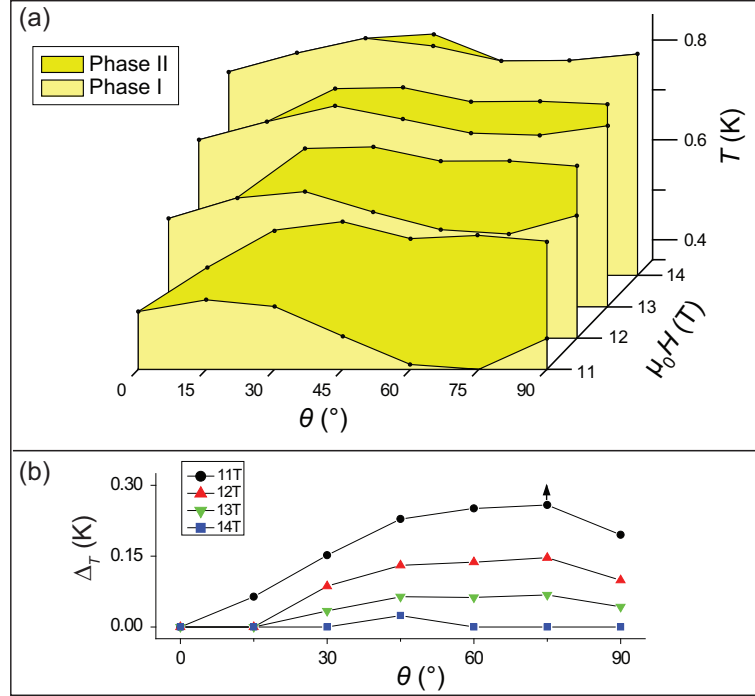 (a)
Phase II
Phase I
0.8
0.6
0.4
T (K)
14
13
12
11
μ0H (T)
0 15 30 45 60 75 90
θ (°)
(b)
11T
12T
13T
14T
0.30
0.15
0.00
ΔT (K)
0 30 60 90
θ (°)